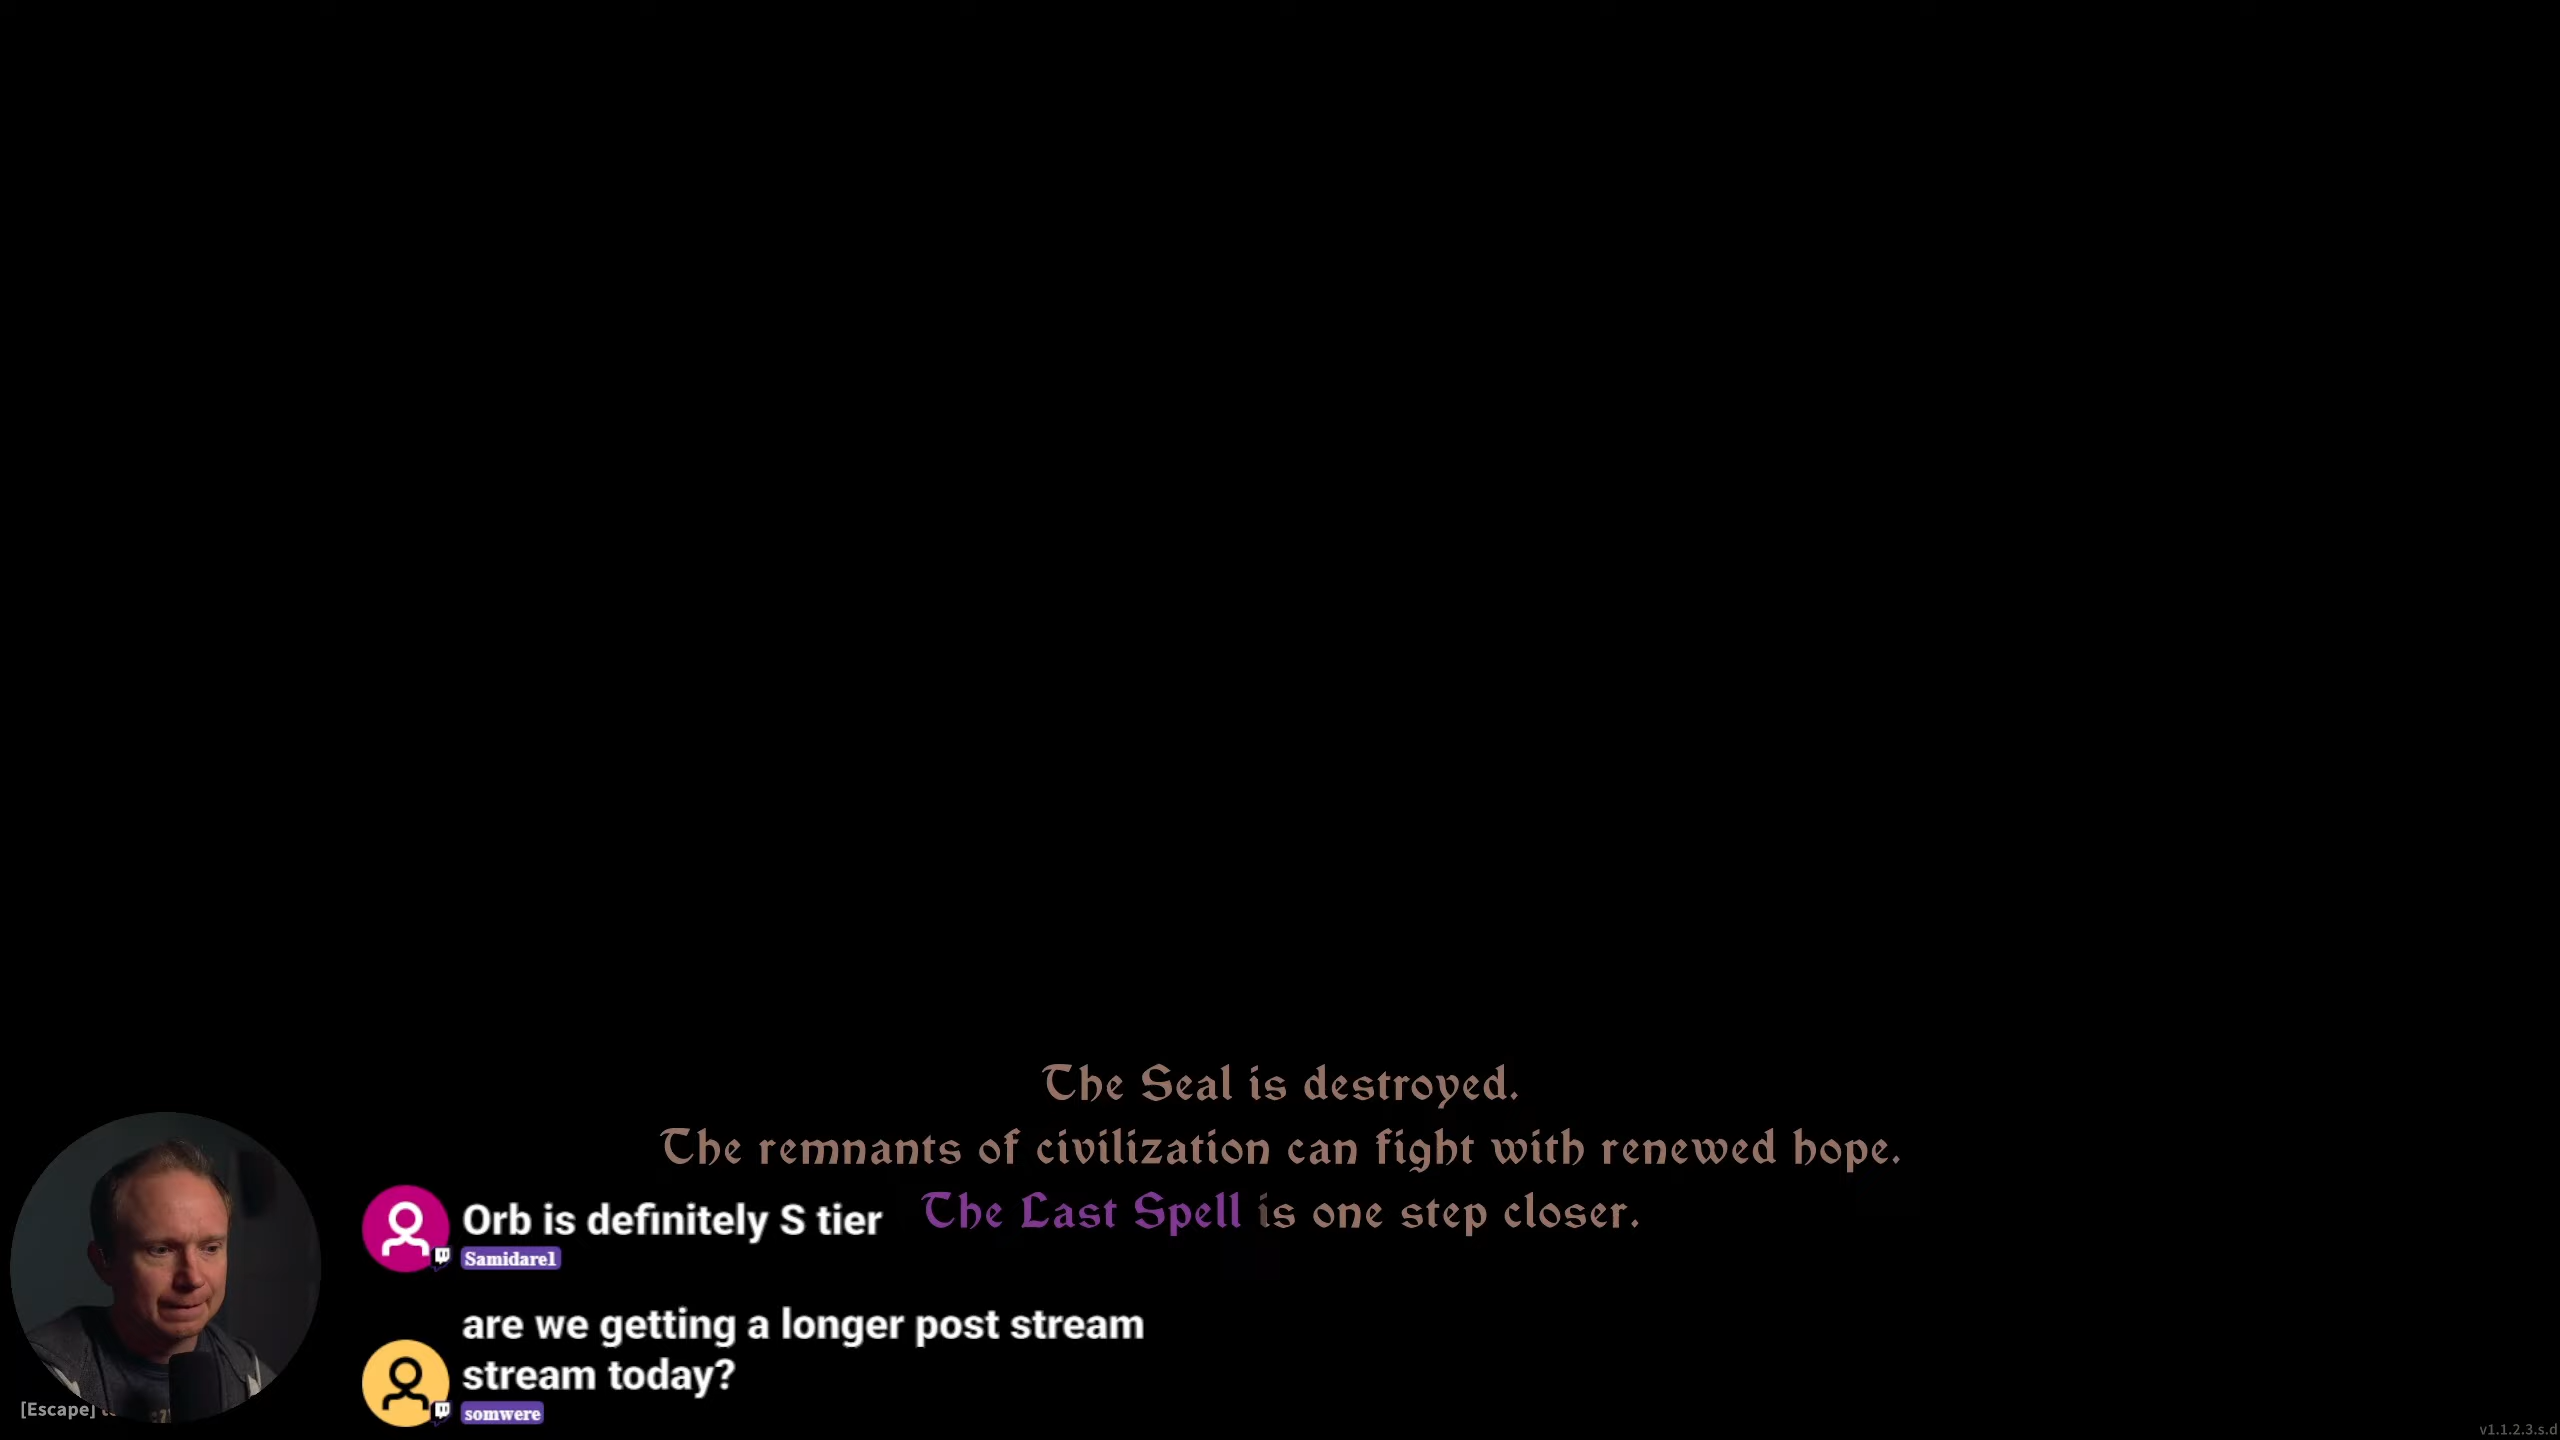 The Seal is destroyed.
The remnants of civilization can fight with renewed hope.
The Last Spell is one step closer.
Orb is definitely S tier
Samidare1
are we getting a longer post stream
stream today?
somwere
[Escape]
v1.1.2.3.s.d